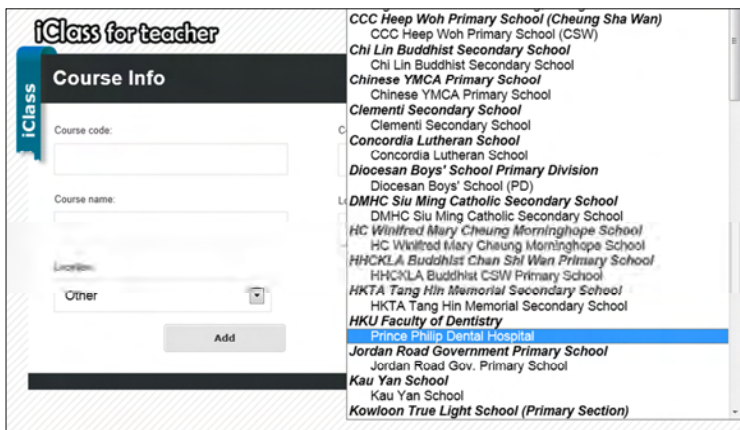 iClass for teacher
iClass
Course Info
Course code:
Course name:
Location:
Other
Add
CCC Heep Woh Primary School (Cheung Sha Wan)
CCC Heep Woh Primary School (CSW)
Chi Lin Buddhist Secondary School
Chi Lin Buddhist Secondary School
Chinese YMCA Primary School
Chinese YMCA Primary School
Clementi Secondary School
Clementi Secondary School
Concordia Lutheran School
Concordia Lutheran School
Diocesan Boys' School Primary Division
Diocesan Boys' School (PD)
DMHC Siu Ming Catholic Secondary School
DMHC Siu Ming Catholic Secondary School
HC Winifred Mary Cheung Morninghope School
HC Winifred Mary Cheung Morninghope School
HHCKLA Buddhist Chan Shi Wan Primary School
HHCKLA Buddhist CSW Primary School
HKTA Tang Hin Memorial Secondary School
HKTA Tang Hin Memorial Secondary School
HKU Faculty of Dentistry
Prince Philip Dental Hospital
Jordan Road Government Primary School
Jordan Road Gov. Primary School
Kau Yan School
Kau Yan School
Kowloon True Light School (Primary Section)